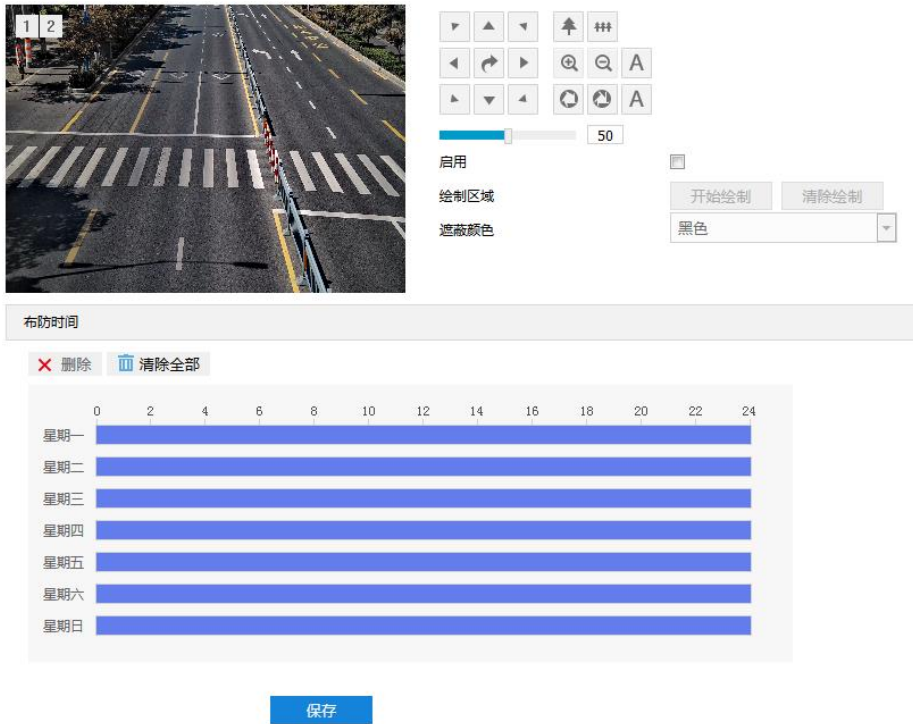 1 2
A
A
50
启用
绘制区域 开始绘制 清除绘制
遮蔽颜色 黑色
布防时间
删除 清除全部
0 2 4 6 8 10 12 14 16 18 20 22 24
星期一
星期二
星期三
星期四
星期五
星期六
星期日
保存